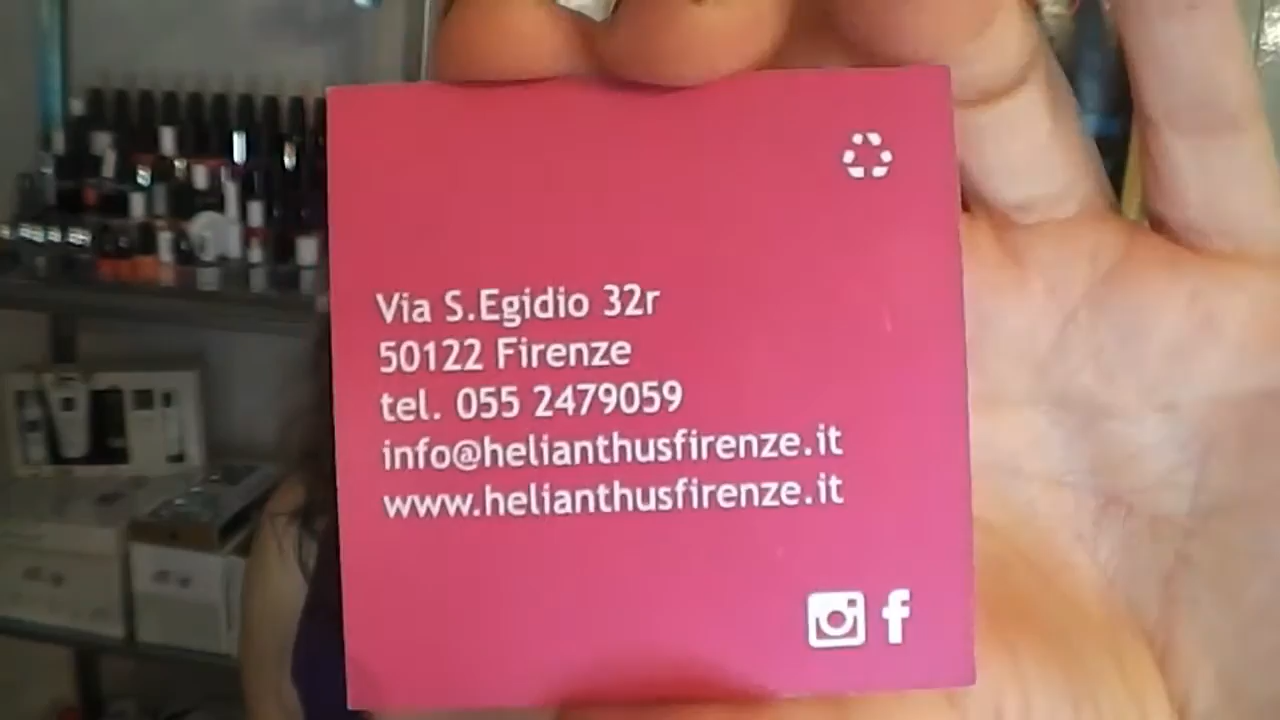 Via S.Egidio 32r
50122 Firenze
tel. 055 2479059
info@helianthusfirenze.it
www.helianthusfirenze.it